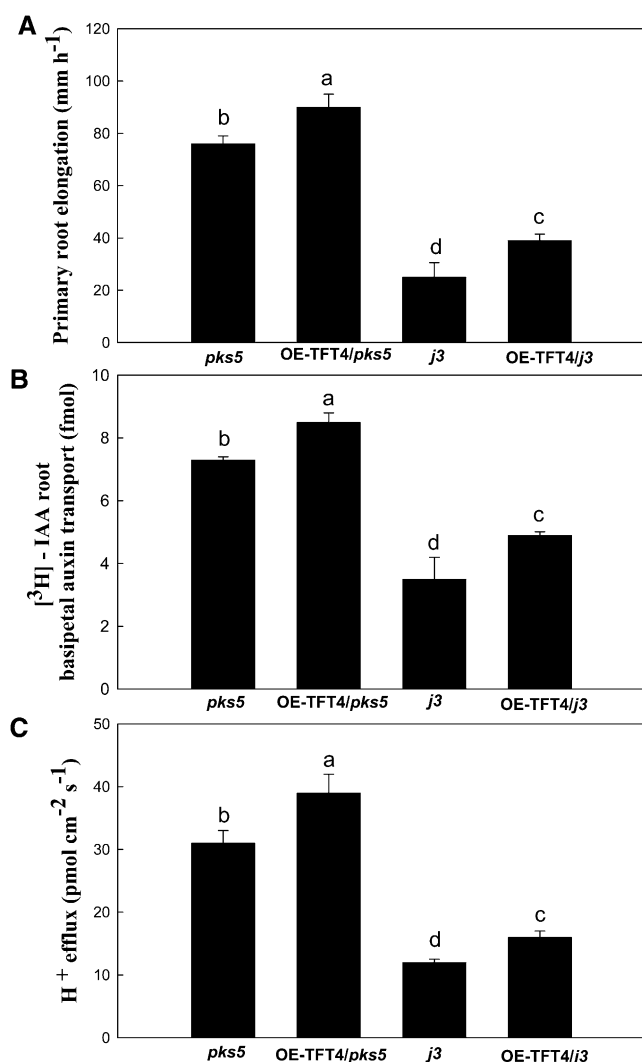 A
Primary root elongation (mm h-1)
120
100
80
60
40
20
0
b
a
d
c
pks5
OE-TFT4/pks5
j3
OE-TFT4/j3
B
[3H] - IAA root
basipetal auxin transport (fmol)
10
8
6
4
2
0
b
a
d
c
pks5
OE-TFT4/pks5
j3
OE-TFT4/j3
C
H+ efflux (pmol cm-2 s-1)
50
40
30
20
10
0
b
a
d
c
pks5
OE-TFT4/pks5
j3
OE-TFT4/j3